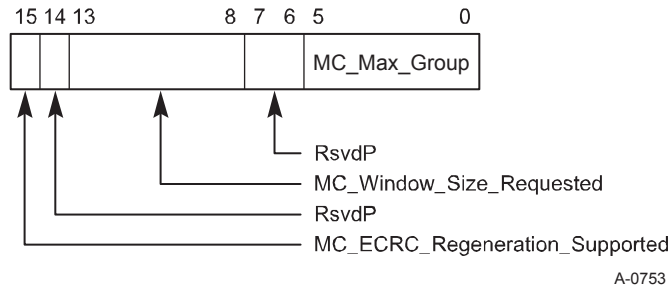 15 14 13 8 7 6 5 0
MC_Max_Group
RsvdP
MC_Window_Size_Requested
RsvdP
MC_ECRC_Regeneration_Supported
A-0753